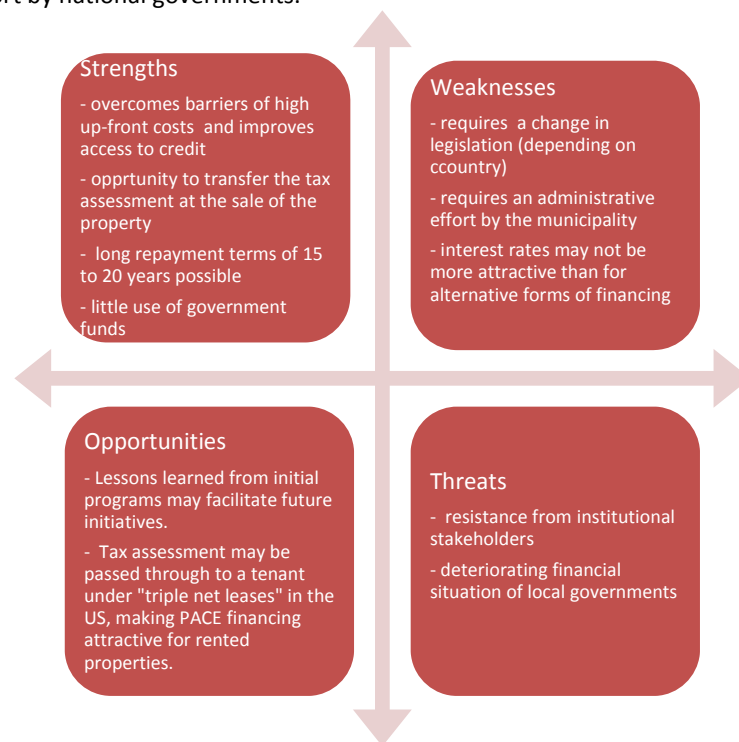 rt by national governments.
Strengths
- overcomes barriers of high
up-front costs and improves
access to credit
- opprtunity to transfer the tax
assessment at the sale of the
property
- long repayment terms of 15
to 20 years possible
- little use of government
funds
Weaknesses
- requires a change in
legislation (depending on
ccountry)
- requires an administrative
effort by the municipality
- interest rates may not be
more attractive than for
alternative forms of financing
Opportunities
- Lessons learned from initial
programs may facilitate future
initiatives.
- Tax assessment may be
passed through to a tenant
under "triple net leases" in the
US, making PACE financing
attractive for rented
properties.
Threats
- resistance from institutional
stakeholders
- deteriorating financial
situation of local governments